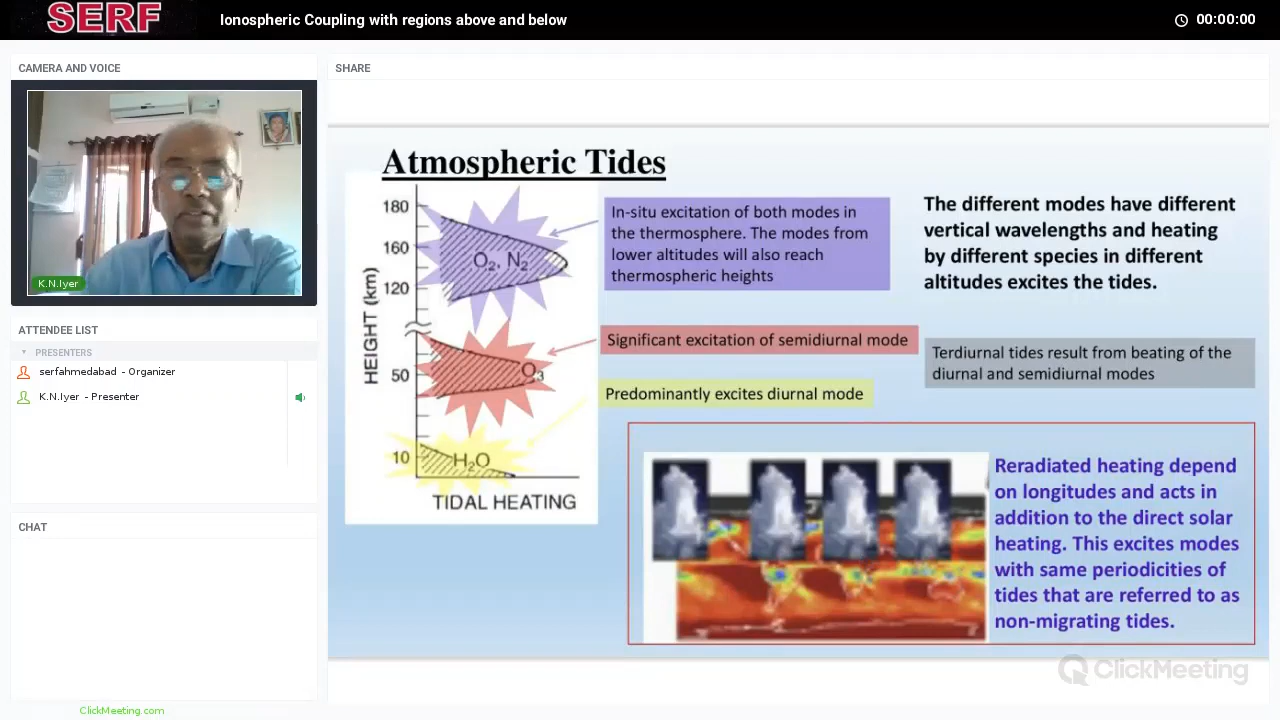 SERF
Ionospheric Coupling with regions above and below
00:00:00
CAMERA AND VOICE
K.N.Iyer
ATTENDEE LIST
PRESENTERS
serfahmedabad - Organizer
K.N.Iyer - Presenter
CHAT
ClickMeeting.com
SHARE
Atmospheric Tides
180
160
120
50
10
HEIGHT (km)
O2, N2
O3
H2O
TIDAL HEATING
In-situ excitation of both modes in
the thermosphere. The modes from
lower altitudes will also reach
thermospheric heights
Significant excitation of semidiurnal mode
Predominantly excites diurnal mode
The different modes have different
vertical wavelengths and heating
by different species in different
altitudes excites the tides.
Terdiurnal tides result from beating of the
diurnal and semidiurnal modes
Reradiated heating depend
on longitudes and acts in
addition to the direct solar
heating. This excites modes
with same periodicities of
tides that are referred to as
non-migrating tides.
ClickMeeting